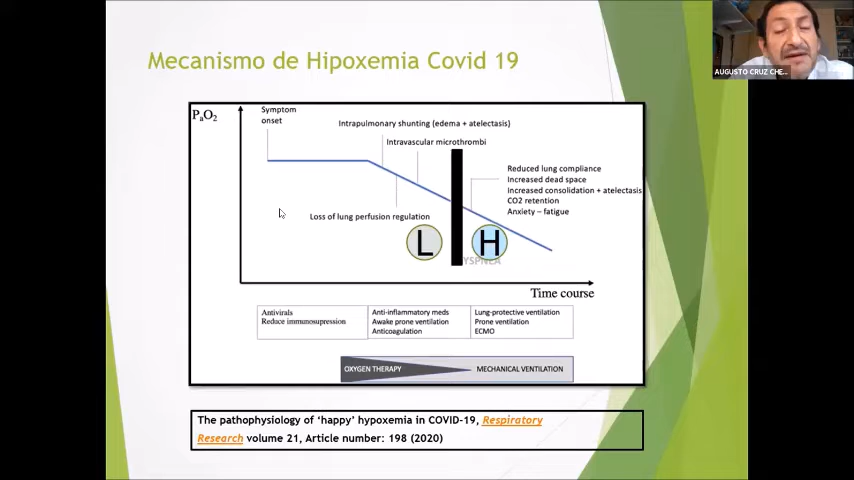 Mecanismo de Hipoxemia Covid 19
AUGUSTO CRUZ CHE...
PaO2
Symptom
onset
Intrapulmonary shunting (edema + atelectasis)
Intravascular microthrombi
Reduced lung compliance
Increased dead space
Increased consolidation + atelectasis
CO2 retention
Anxiety – fatigue
Loss of lung perfusion regulation
L
H
YSPNEA
Time course
Antivirals
Reduce immunosupression
Anti-inflammatory meds
Awake prone ventilation
Anticoagulation
Lung-protective ventilation
Prone ventilation
ECMO
OXYGEN THERAPY
MECHANICAL VENTILATION
The pathophysiology of ‘happy’ hypoxemia in COVID-19, Respiratory
Research volume 21, Article number: 198 (2020)